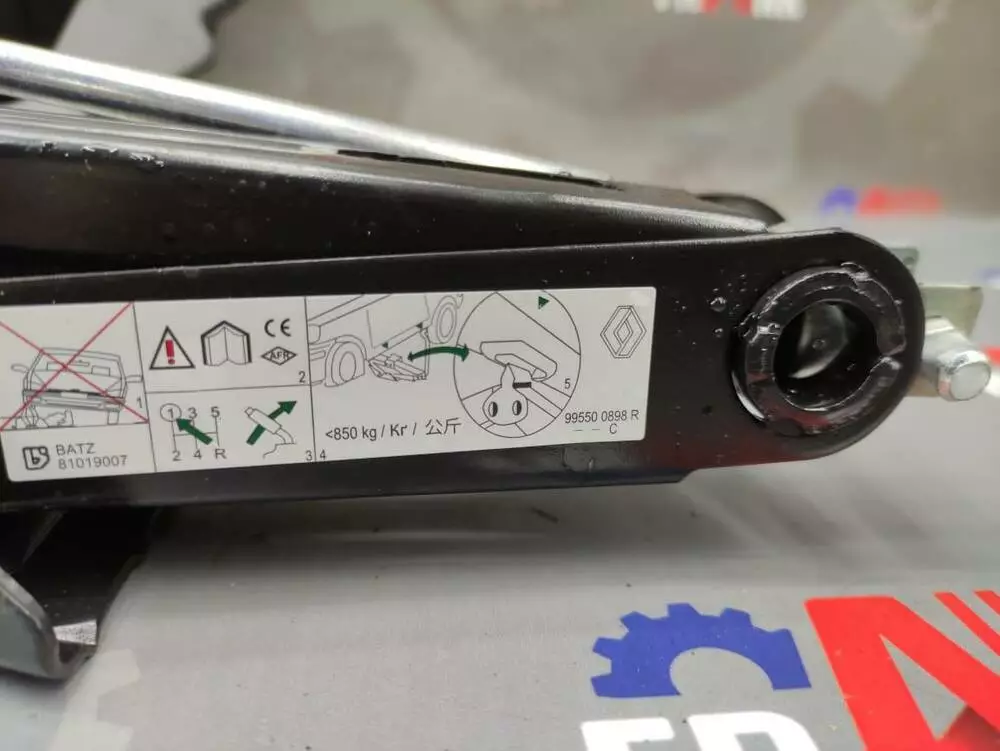 1
BATZ
81019007
CE
AFR
2
1 3 5
2 4 R
3
<850 kg / Kr / 公斤
4
5
99550 0898 R
– – C